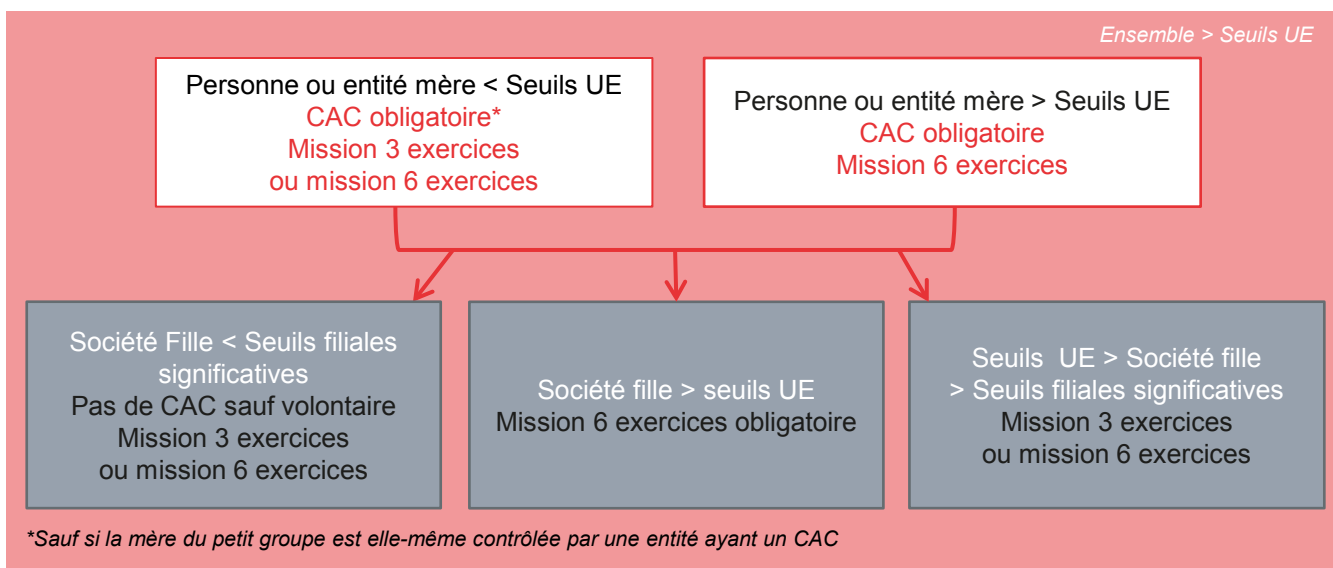 Ensemble > Seuils UE
Personne ou entité mère < Seuils UE
CAC obligatoire*
Mission 3 exercices
ou mission 6 exercices
Personne ou entité mère > Seuils UE
CAC obligatoire
Mission 6 exercices
Société Fille < Seuils filiales
significatives
Pas de CAC sauf volontaire
Mission 3 exercices
ou mission 6 exercices
Société fille > seuils UE
Mission 6 exercices obligatoire
Seuils UE > Société fille
> Seuils filiales significatives
Mission 3 exercices
ou mission 6 exercices
*Sauf si la mère du petit groupe est elle-même contrôlée par une entité ayant un CAC